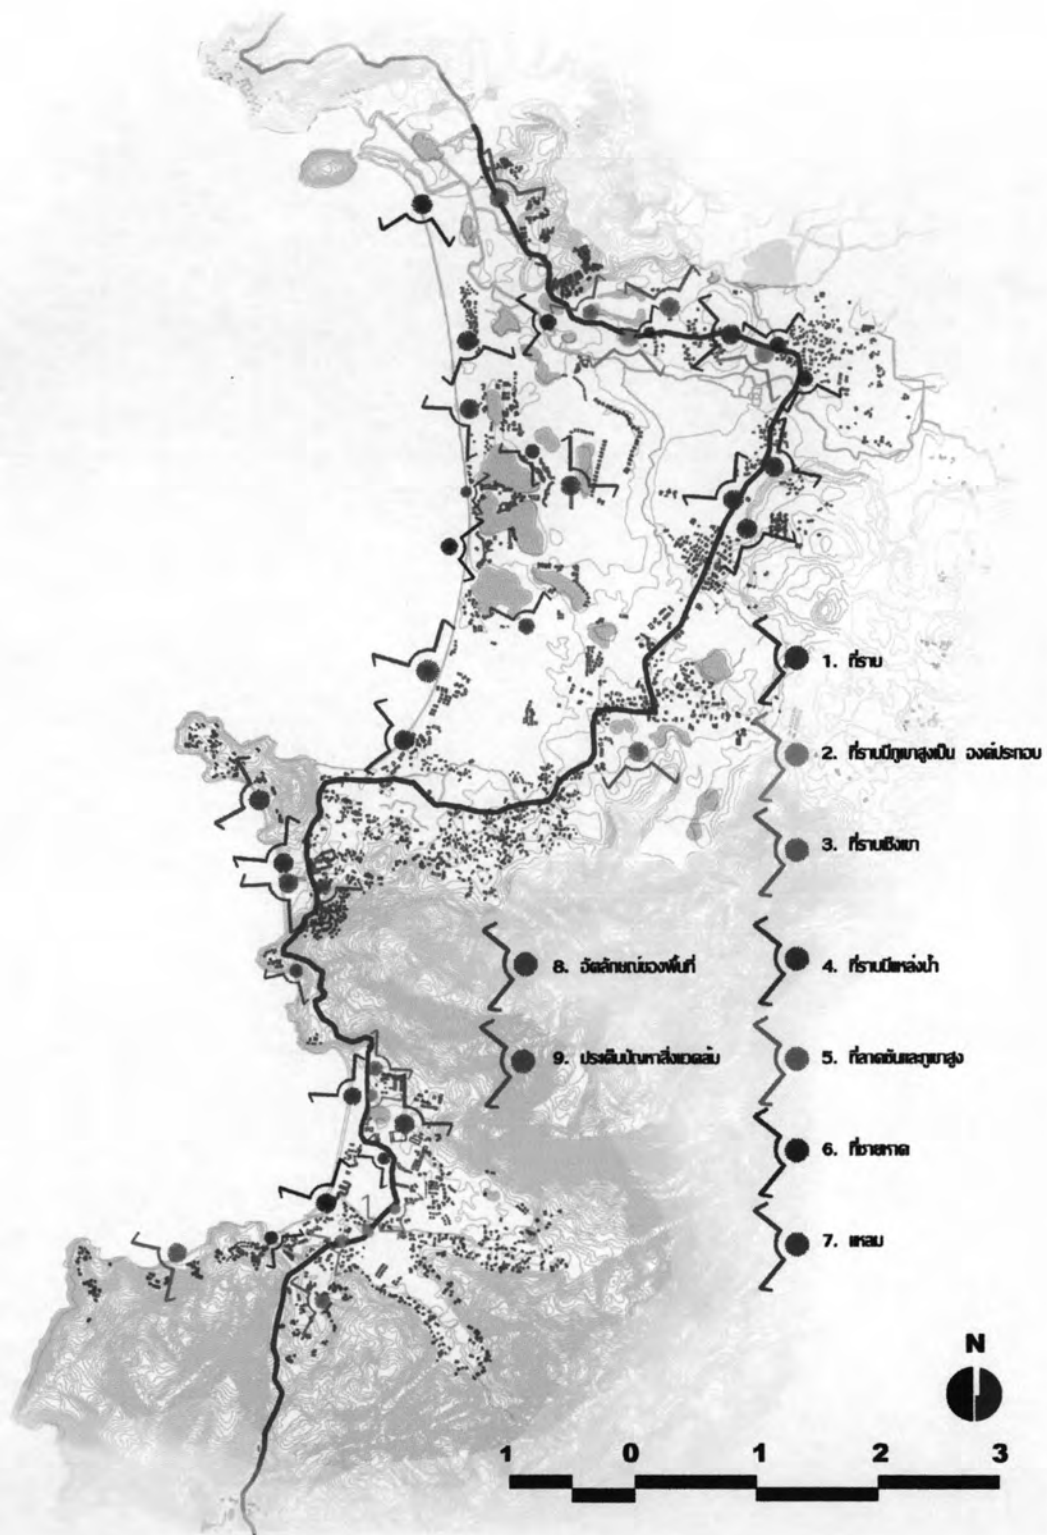 1. ที่ราบ
2. ที่ราบมีภูเขาสูงเป็น องค์ประกอบ
3. ที่ราบเชิงเขา
8. อัตลักษณ์ของพื้นที่
4. ที่ราบมีแหล่งน้ำ
9. ประเด็นปัญหาสิ่งแวดล้ม
5. ที่ลาดชันและภูเขาสูง
6. ที่ชายหาด
7. แหลม
N
1 0 1 2 3